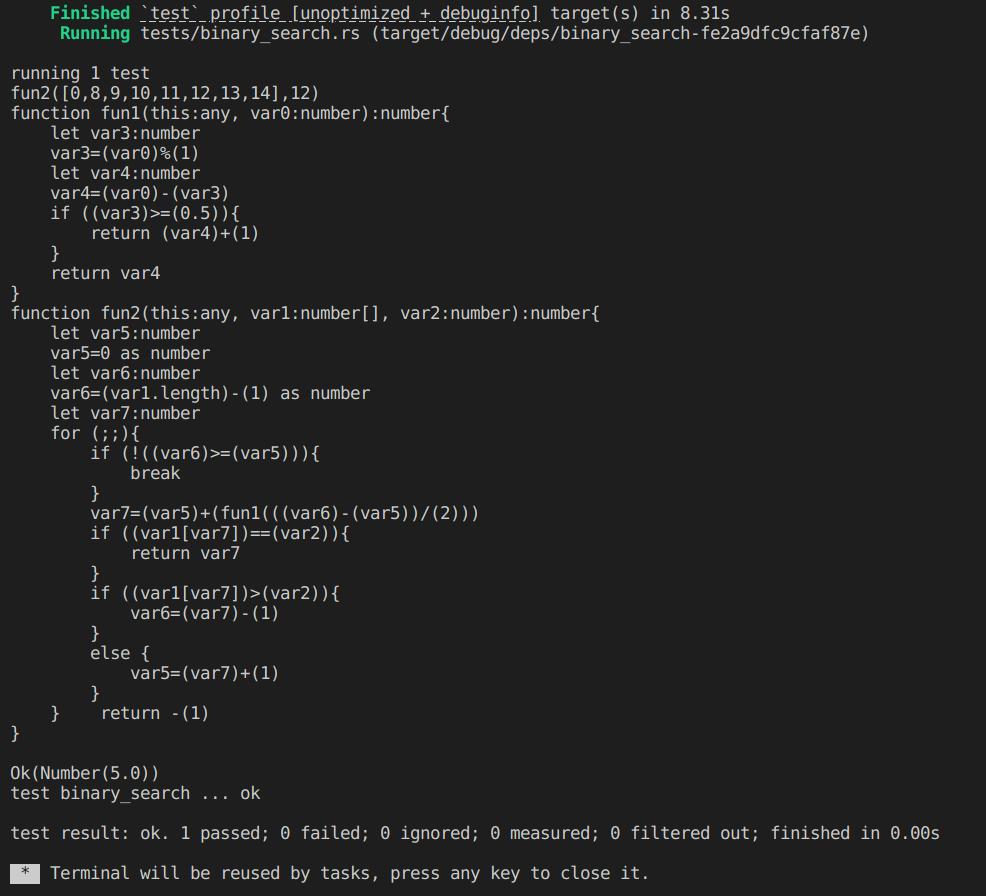 Finished `test` profile [unoptimized + debuginfo] target(s) in 8.31s
Running tests/binary_search.rs (target/debug/deps/binary_search-fe2a9dfc9cfaf87e)
running 1 test
fun2([0,8,9,10,11,12,13,14],12)
function fun1(this:any, var0:number):number{
    let var3:number
    var3=(var0)%(1)
    let var4:number
    var4=(var0)-(var3)
    if ((var3)>=(0.5)){
        return (var4)+(1)
    }
    return var4
}
function fun2(this:any, var1:number[], var2:number):number{
    let var5:number
    var5=0 as number
    let var6:number
    var6=(var1.length)-(1) as number
    let var7:number
    for (;;){
        if (!((var6)>=(var5))){
            break
        }
        var7=(var5)+(fun1(((var6)-(var5))/(2)))
        if ((var1[var7])==(var2)){
            return var7
        }
        if ((var1[var7])>(var2)){
            var6=(var7)-(1)
        }
        else {
            var5=(var7)+(1)
        }
    }    return -(1)
}
Ok(Number(5.0))
test binary_search ... ok
test result: ok. 1 passed; 0 failed; 0 ignored; 0 measured; 0 filtered out; finished in 0.00s
* Terminal will be reused by tasks, press any key to close it.